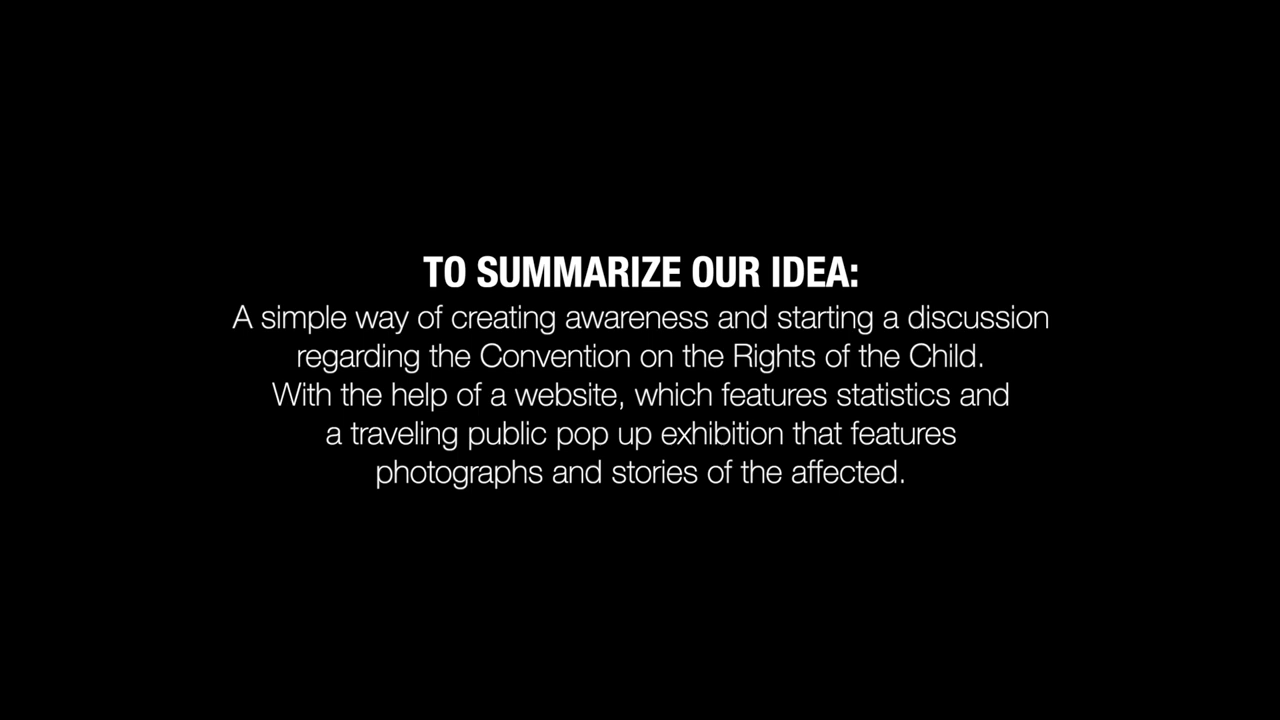 TO SUMMARIZE OUR IDEA:
A simple way of creating awareness and starting a discussion
regarding the Convention on the Rights of the Child.
With the help of a website, which features statistics and
a traveling public pop up exhibition that features
photographs and stories of the affected.